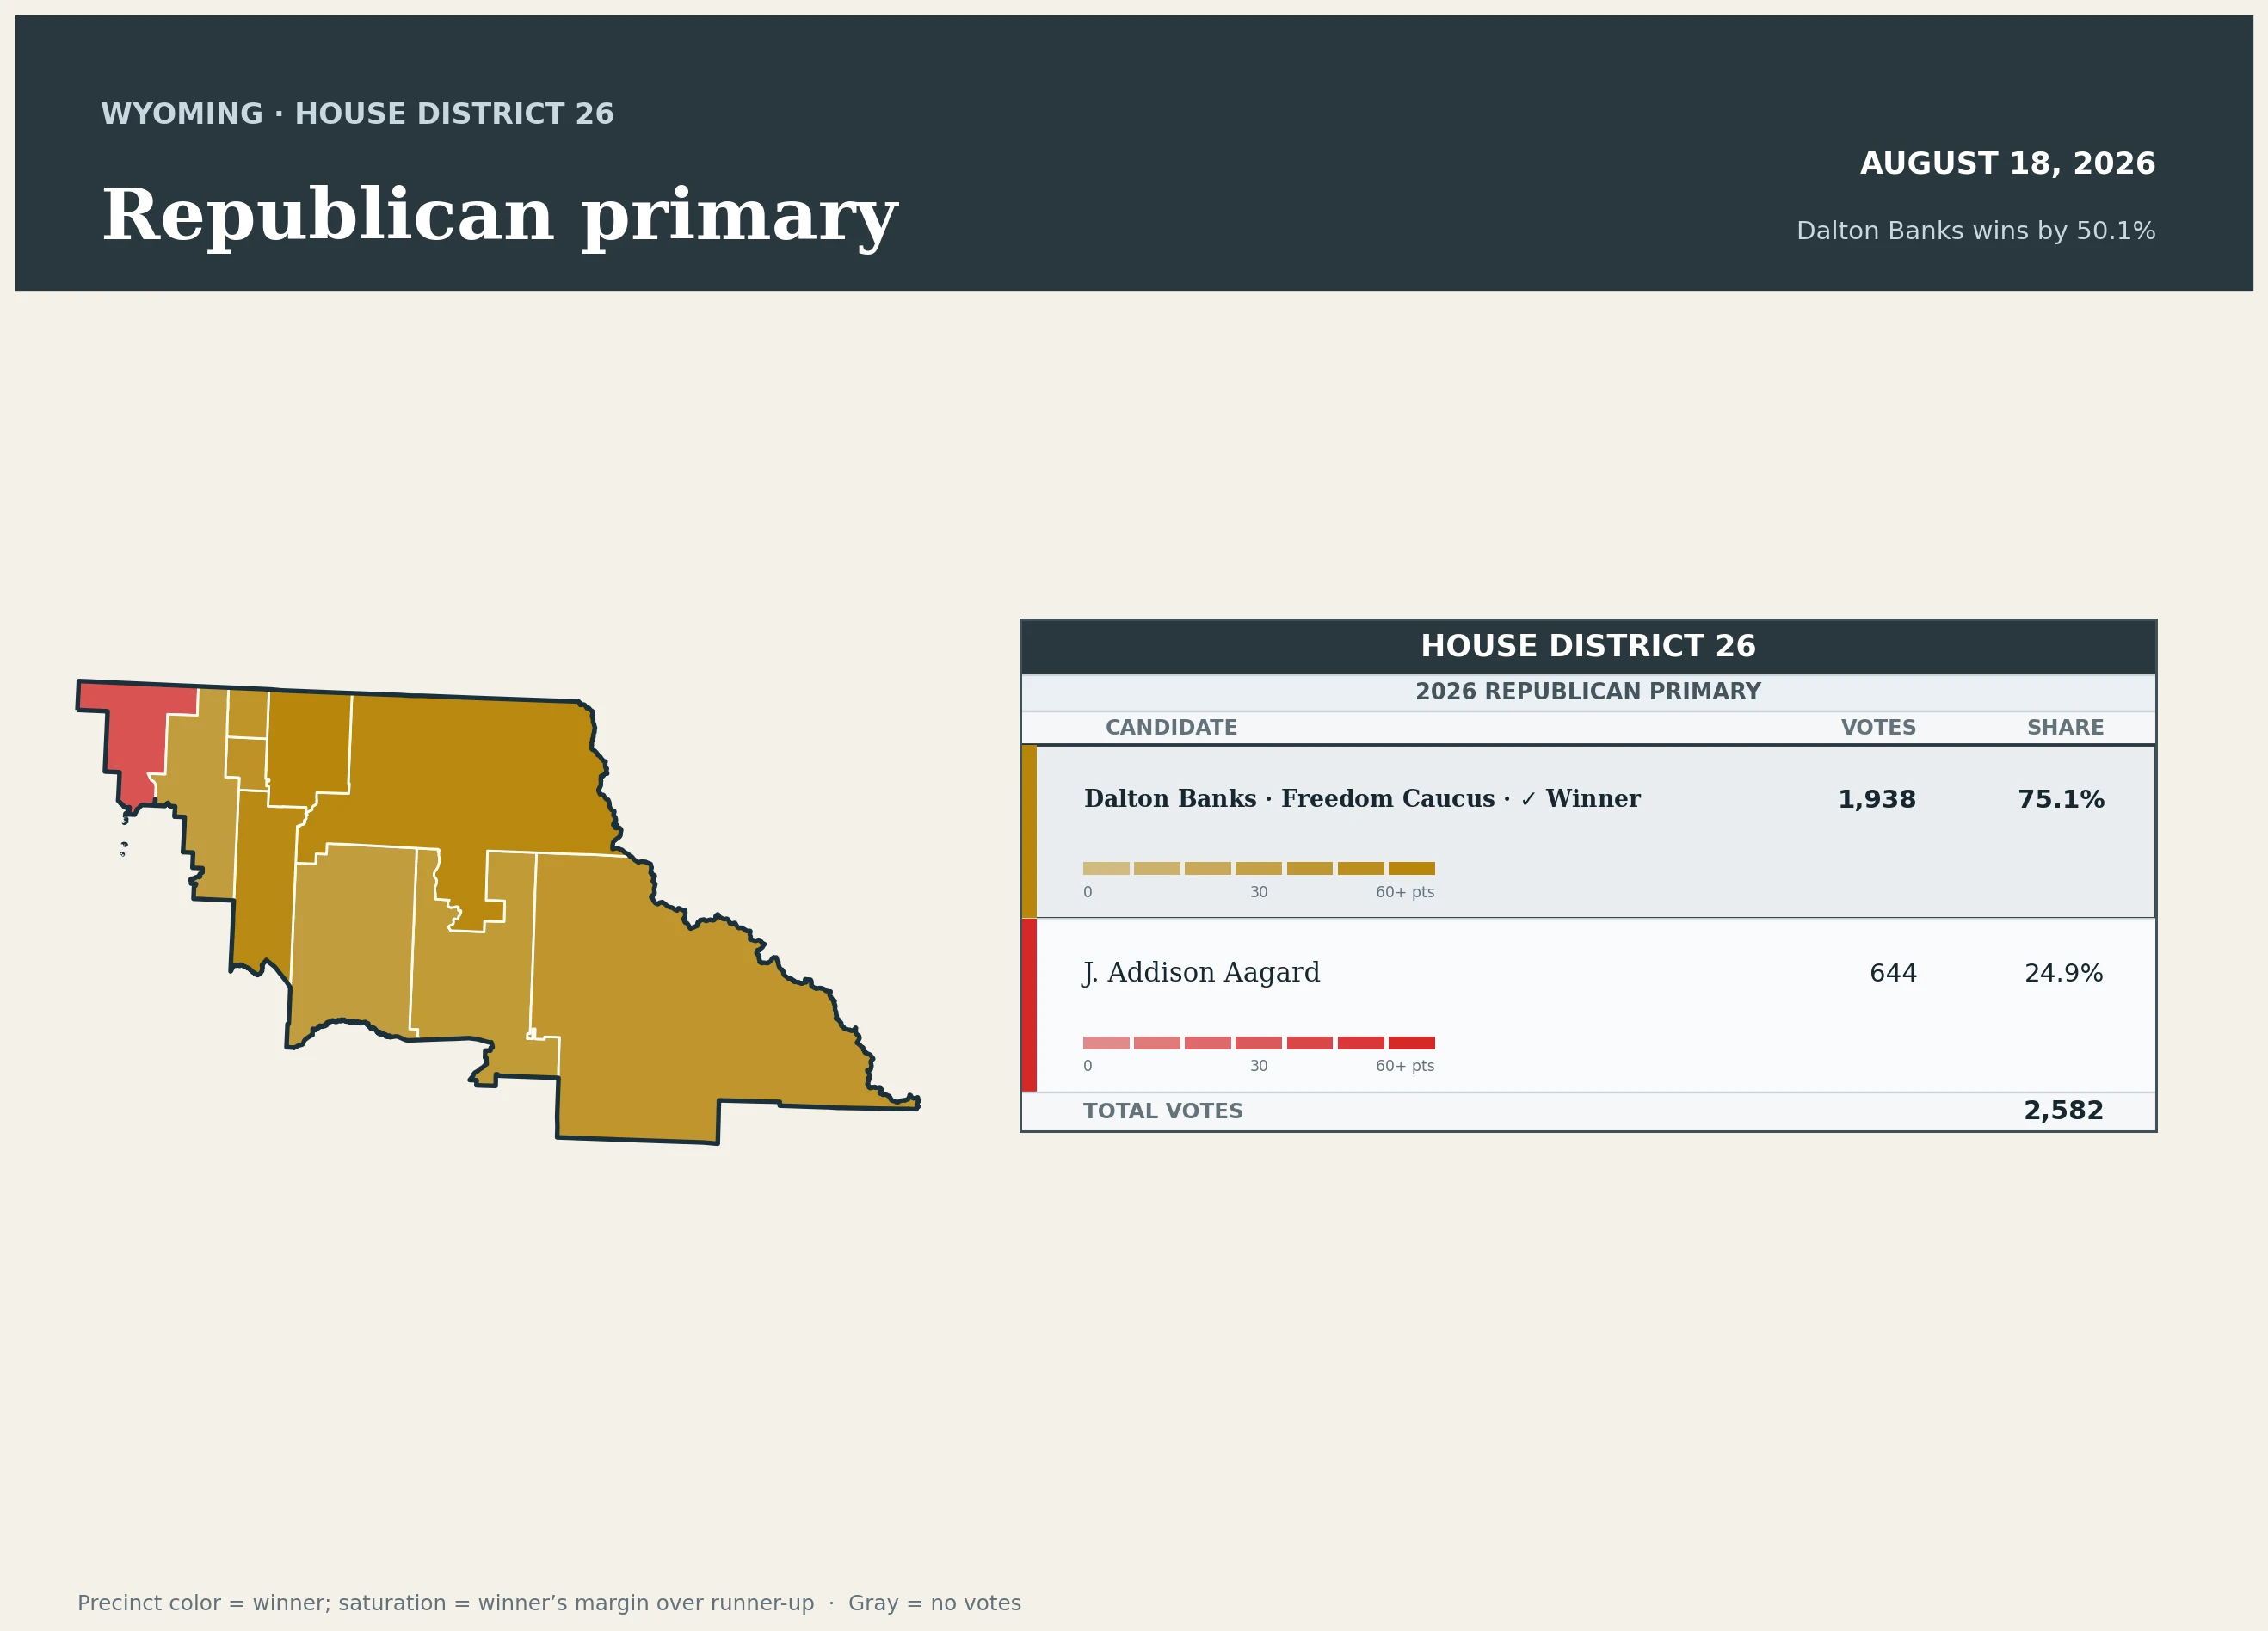 WYOMING · HOUSE DISTRICT 26
Republican primary
AUGUST 18, 2026
Dalton Banks wins by 50.1%
HOUSE DISTRICT 26
2026 REPUBLICAN PRIMARY
CANDIDATE VOTES SHARE
Dalton Banks · Freedom Caucus · ✓ Winner 1,938 75.1%
0 30 60+ pts
J. Addison Aagard 644 24.9%
0 30 60+ pts
TOTAL VOTES 2,582
Precinct color = winner; saturation = winner’s margin over runner-up · Gray = no votes